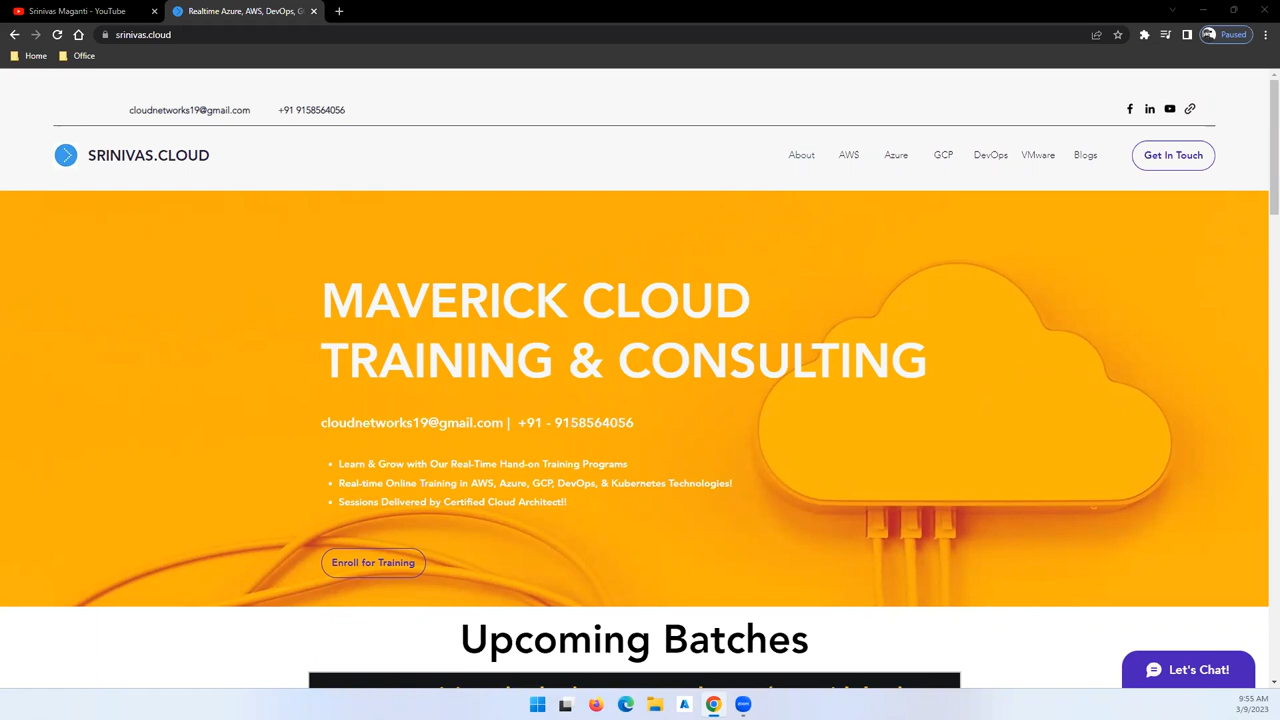 Srinivas Maganti - YouTube
Realtime Azure, AWS, DevOps, G
srinivas.cloud
Paused
Home
Office
cloudnetworks19@gmail.com
+91 9158564056
SRINIVAS.CLOUD
About
AWS
Azure
GCP
DevOps
VMware
Blogs
Get In Touch
MAVERICK CLOUD
TRAINING & CONSULTING
cloudnetworks19@gmail.com | +91 - 9158564056
• Learn & Grow with Our Real-Time Hand-on Training Programs
• Real-time Online Training in AWS, Azure, GCP, DevOps, & Kubernetes Technologies!
• Sessions Delivered by Certified Cloud Architect!!
Enroll for Training
Upcoming Batches
Let's Chat!
9:55 AM
3/9/2023